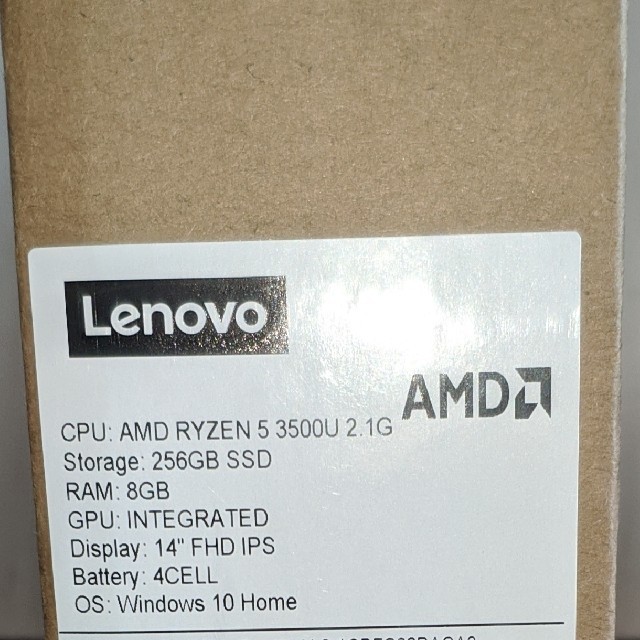 Lenovo
AMD
CPU: AMD RYZEN 5 3500U 2.1G
Storage: 256GB SSD
RAM: 8GB
GPU: INTEGRATED
Display: 14" FHD IPS
Battery: 4CELL
OS: Windows 10 Home